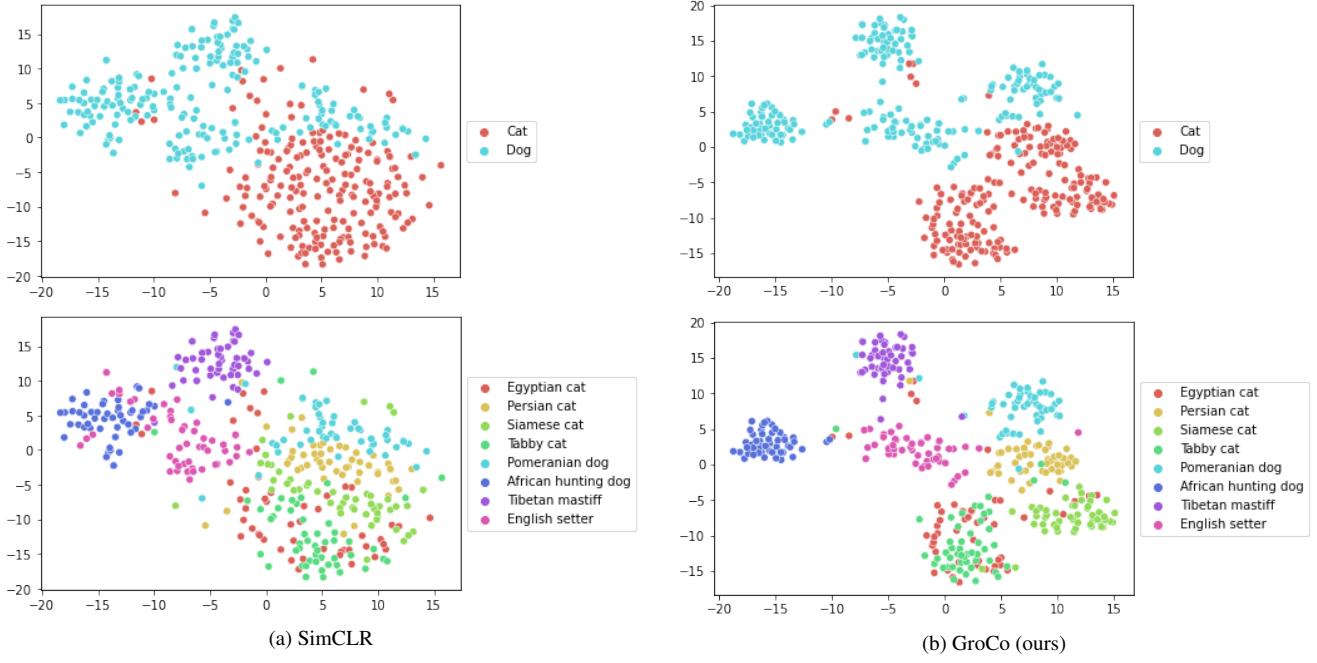 15
10
5
0
−5
−10
−15
−20
−20 −15 −10 −5 0 5 10 15
Cat
Dog
20
15
10
5
0
−5
−10
−15
−20 −15 −10 −5 0 5 10 15
Cat
Dog
15
10
5
0
−5
−10
−15
−20
−20 −15 −10 −5 0 5 10 15
Egyptian cat
Persian cat
Siamese cat
Tabby cat
Pomeranian dog
African hunting dog
Tibetan mastiff
English setter
(a) SimCLR
20
15
10
5
0
−5
−10
−15
−20 −15 −10 −5 0 5 10 15
Egyptian cat
Persian cat
Siamese cat
Tabby cat
Pomeranian dog
African hunting dog
Tibetan mastiff
English setter
(b) GroCo (ours)